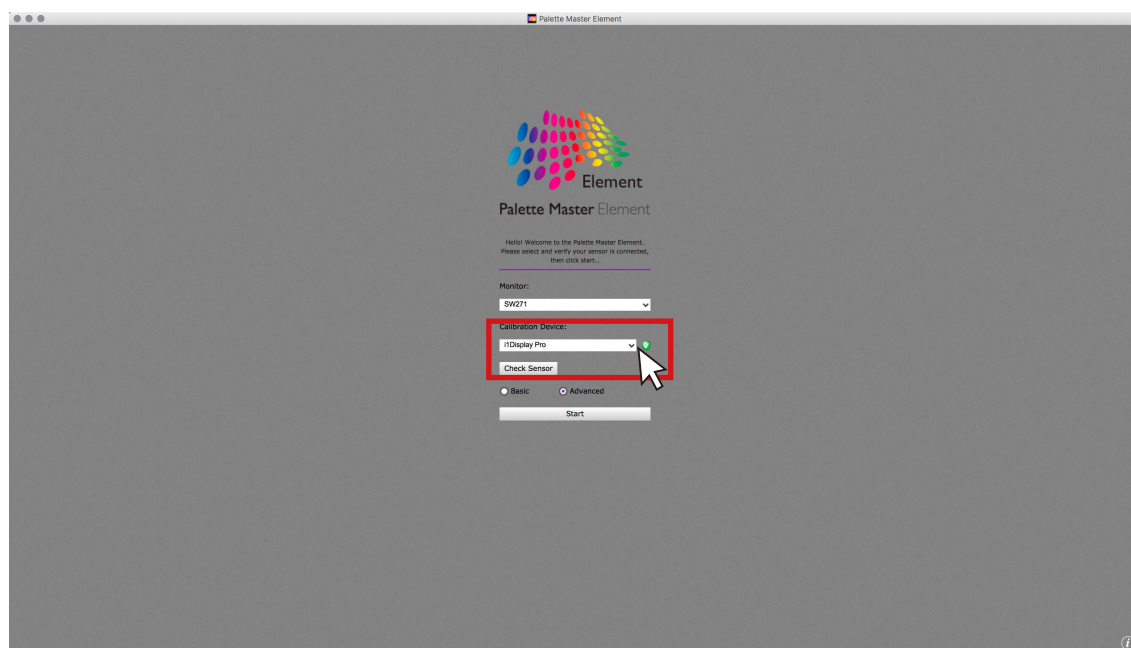 Palette Master Element
Element
Palette Master Element
Hello! Welcome to the Palette Master Element.
Please select and verify your sensor is connected,
then click start...
Monitor:
SW271
Calibration Device:
i1Display Pro
Check Sensor
Basic
Advanced
Start
i